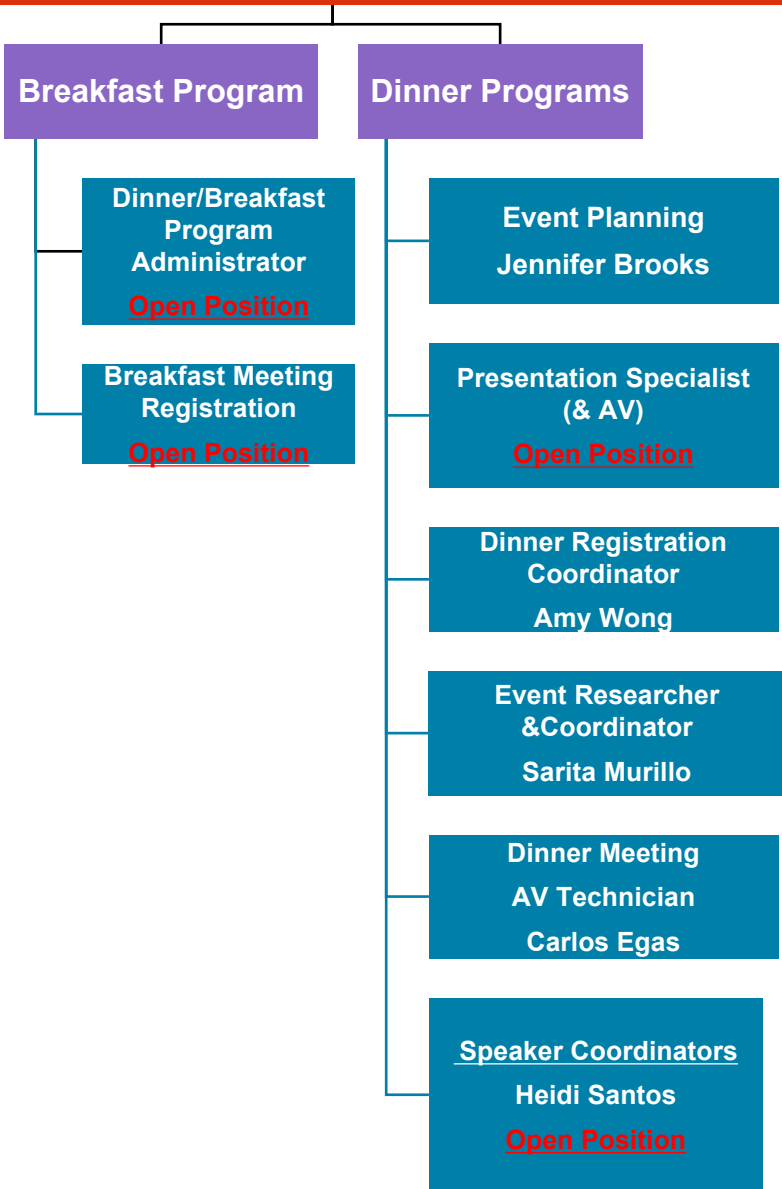 Breakfast Program
Dinner/Breakfast
Program
Administrator
Open Position
Breakfast Meeting
Registration
Open Position
Dinner Programs
Event Planning
Jennifer Brooks
Presentation Specialist
(& AV)
Open Position
Dinner Registration
Coordinator
Amy Wong
Event Researcher
&Coordinator
Sarita Murillo
Dinner Meeting
AV Technician
Carlos Egas
Speaker Coordinators
Heidi Santos
Open Position